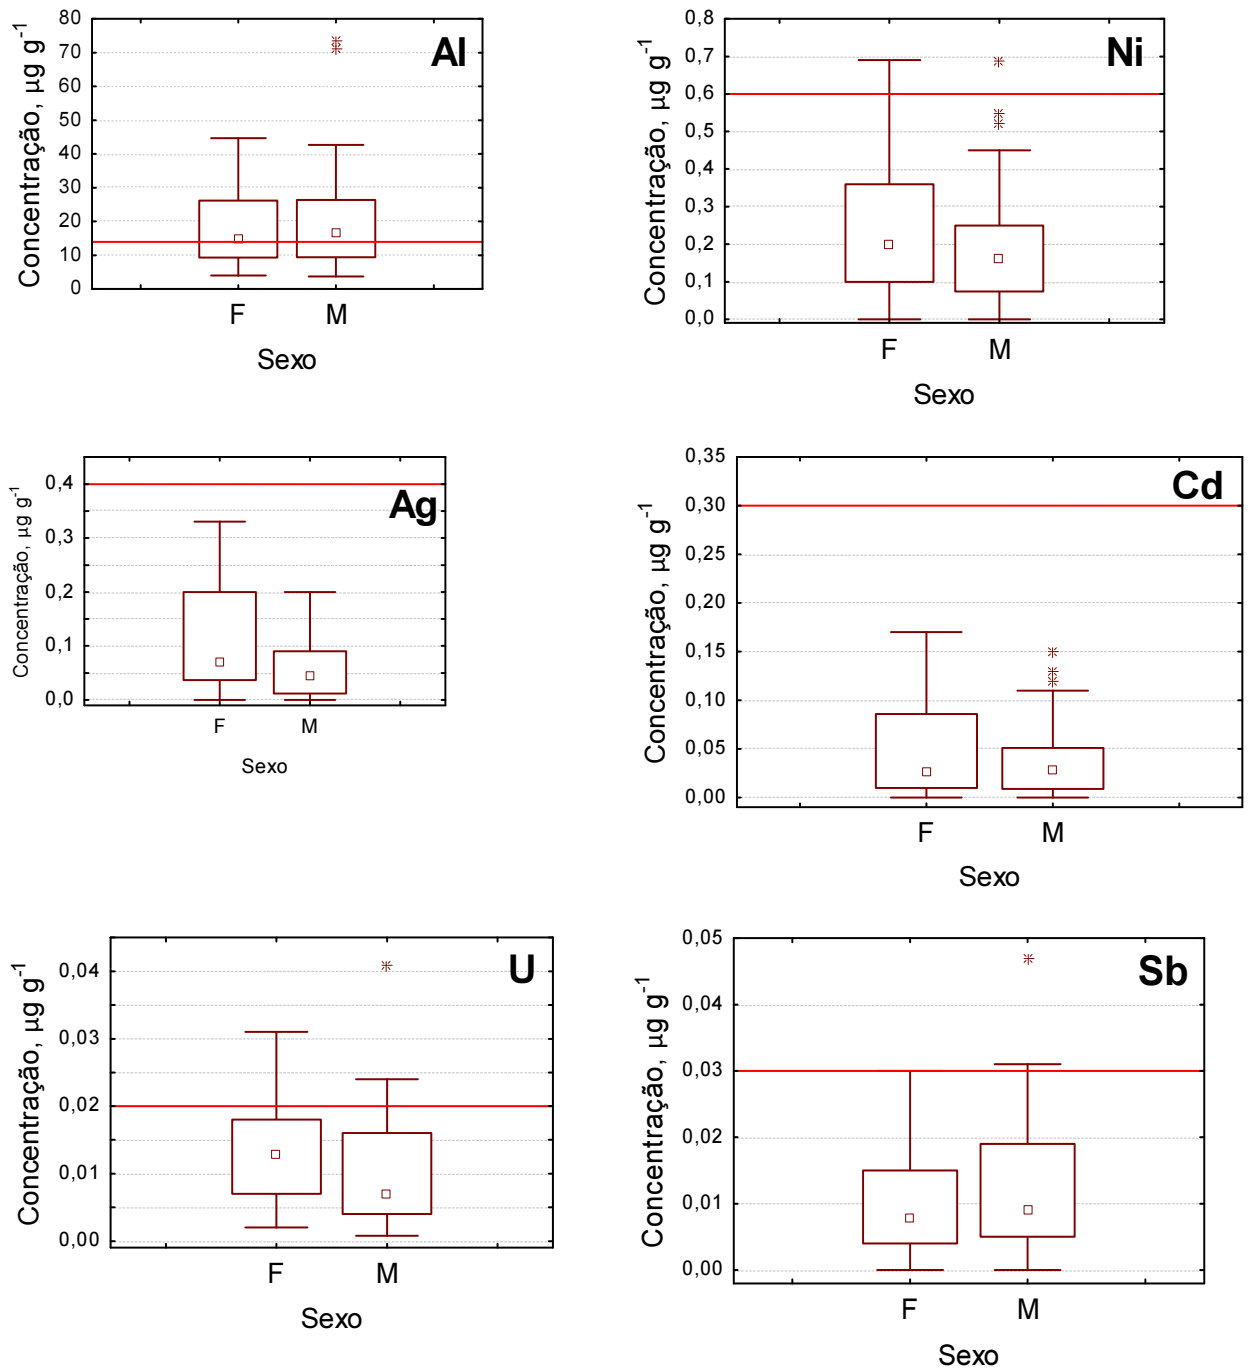 Al
Concentração, µg g-1
80
70
60
50
40
30
20
10
0
F M
Sexo
Ni
Concentração, µg g-1
0,8
0,7
0,6
0,5
0,4
0,3
0,2
0,1
0,0
F M
Sexo
Ag
Concentração, µg g-1
0,4
0,3
0,2
0,1
0,0
F M
Sexo
Cd
Concentração, µg g-1
0,35
0,30
0,25
0,20
0,15
0,10
0,05
0,00
F M
Sexo
U
Concentração, µg g-1
0,04
0,03
0,02
0,01
0,00
F M
Sexo
Sb
Concentração, µg g-1
0,05
0,04
0,03
0,02
0,01
0,00
F M
Sexo